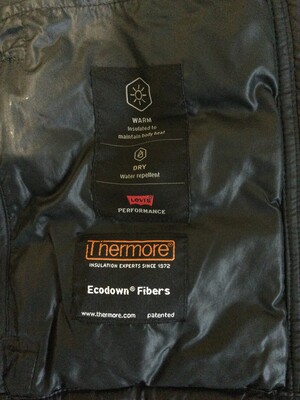 WARM
Insulated to
maintain body heat
DRY
Water repellent
Levi's
PERFORMANCE
Thermore®
INSULATION EXPERTS SINCE 1972
Ecodown® Fibers
www.thermore.com patented